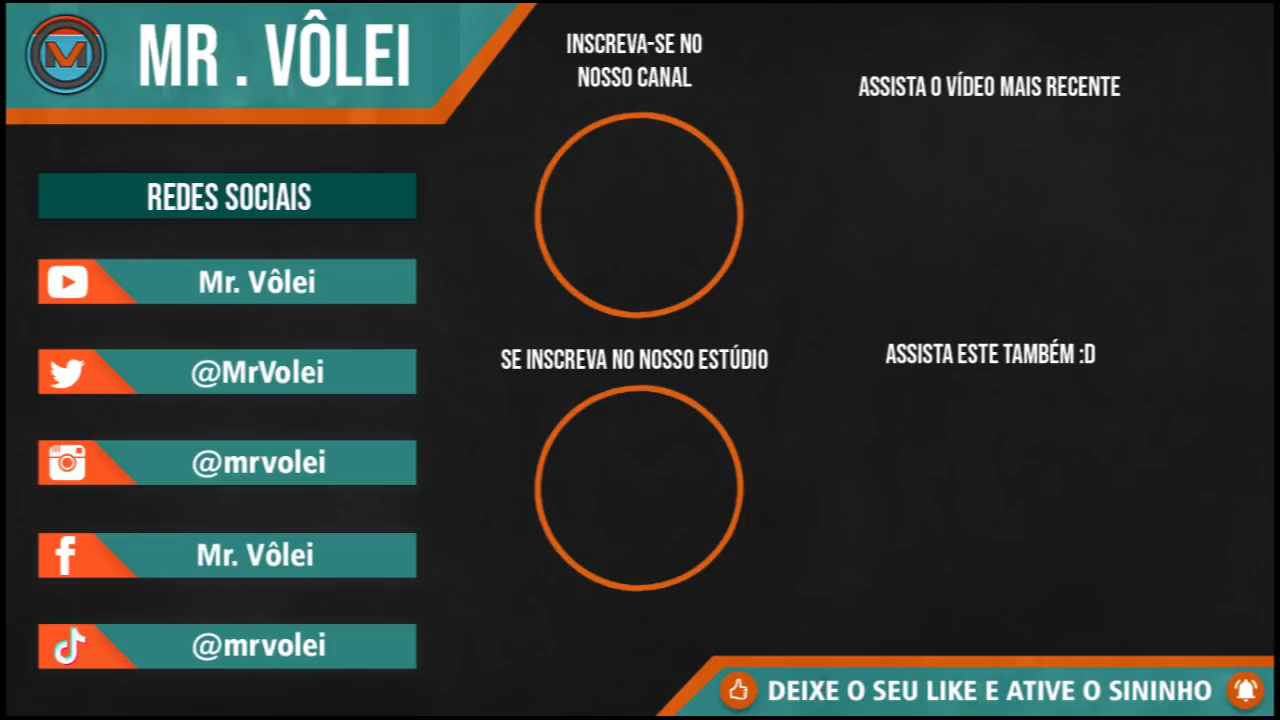 MR . VÔLEI
REDES SOCIAIS
Mr. Vôlei
@MrVolei
@mrvolei
Mr. Vôlei
@mrvolei
INSCREVA-SE NO
NOSSO CANAL
SE INSCREVA NO NOSSO ESTÚDIO
ASSISTA O VÍDEO MAIS RECENTE
ASSISTA ESTE TAMBÉM :D
DEIXE O SEU LIKE E ATIVE O SININHO